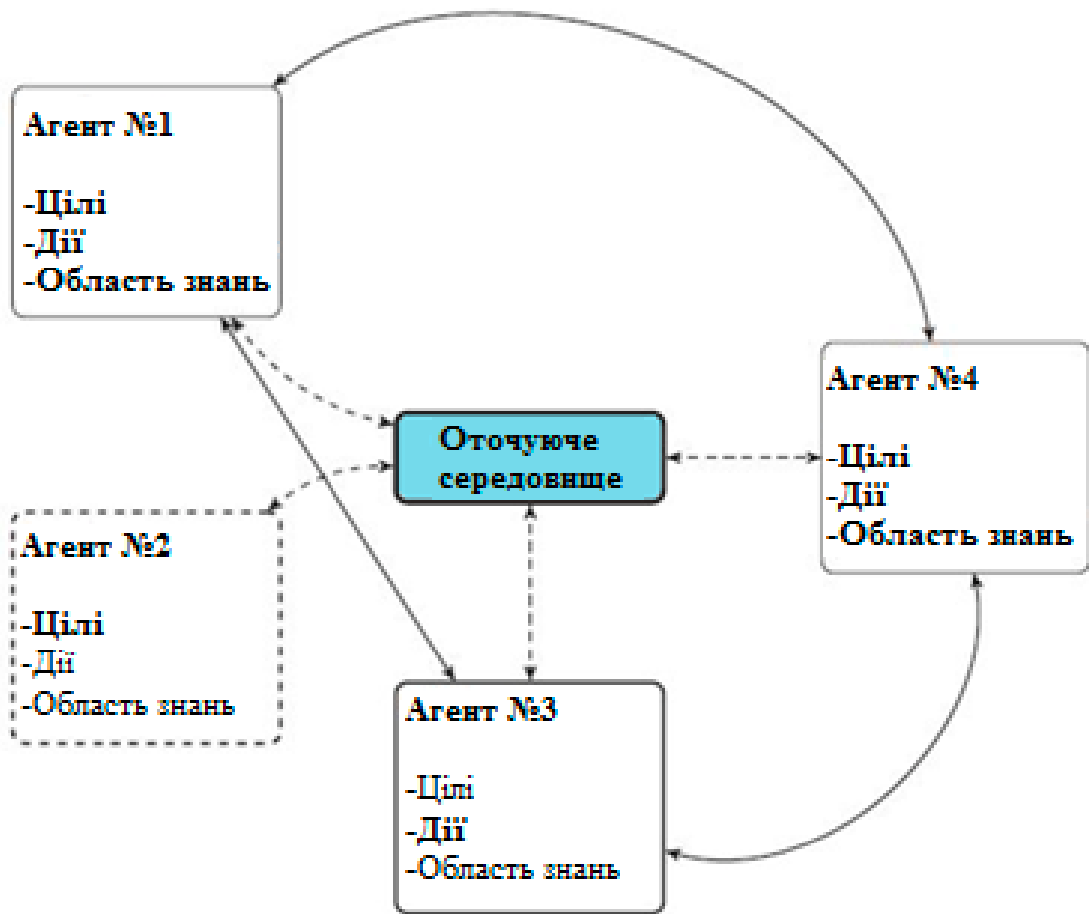 Агент №1
-Цілі
-Дії
-Область знань
Агент №4
-Цілі
-Дії
-Область знань
Оточуюче
середовище
Агент №2
-Цілі
-Дії
-Область знань
Агент №3
-Цілі
-Дії
-Область знань